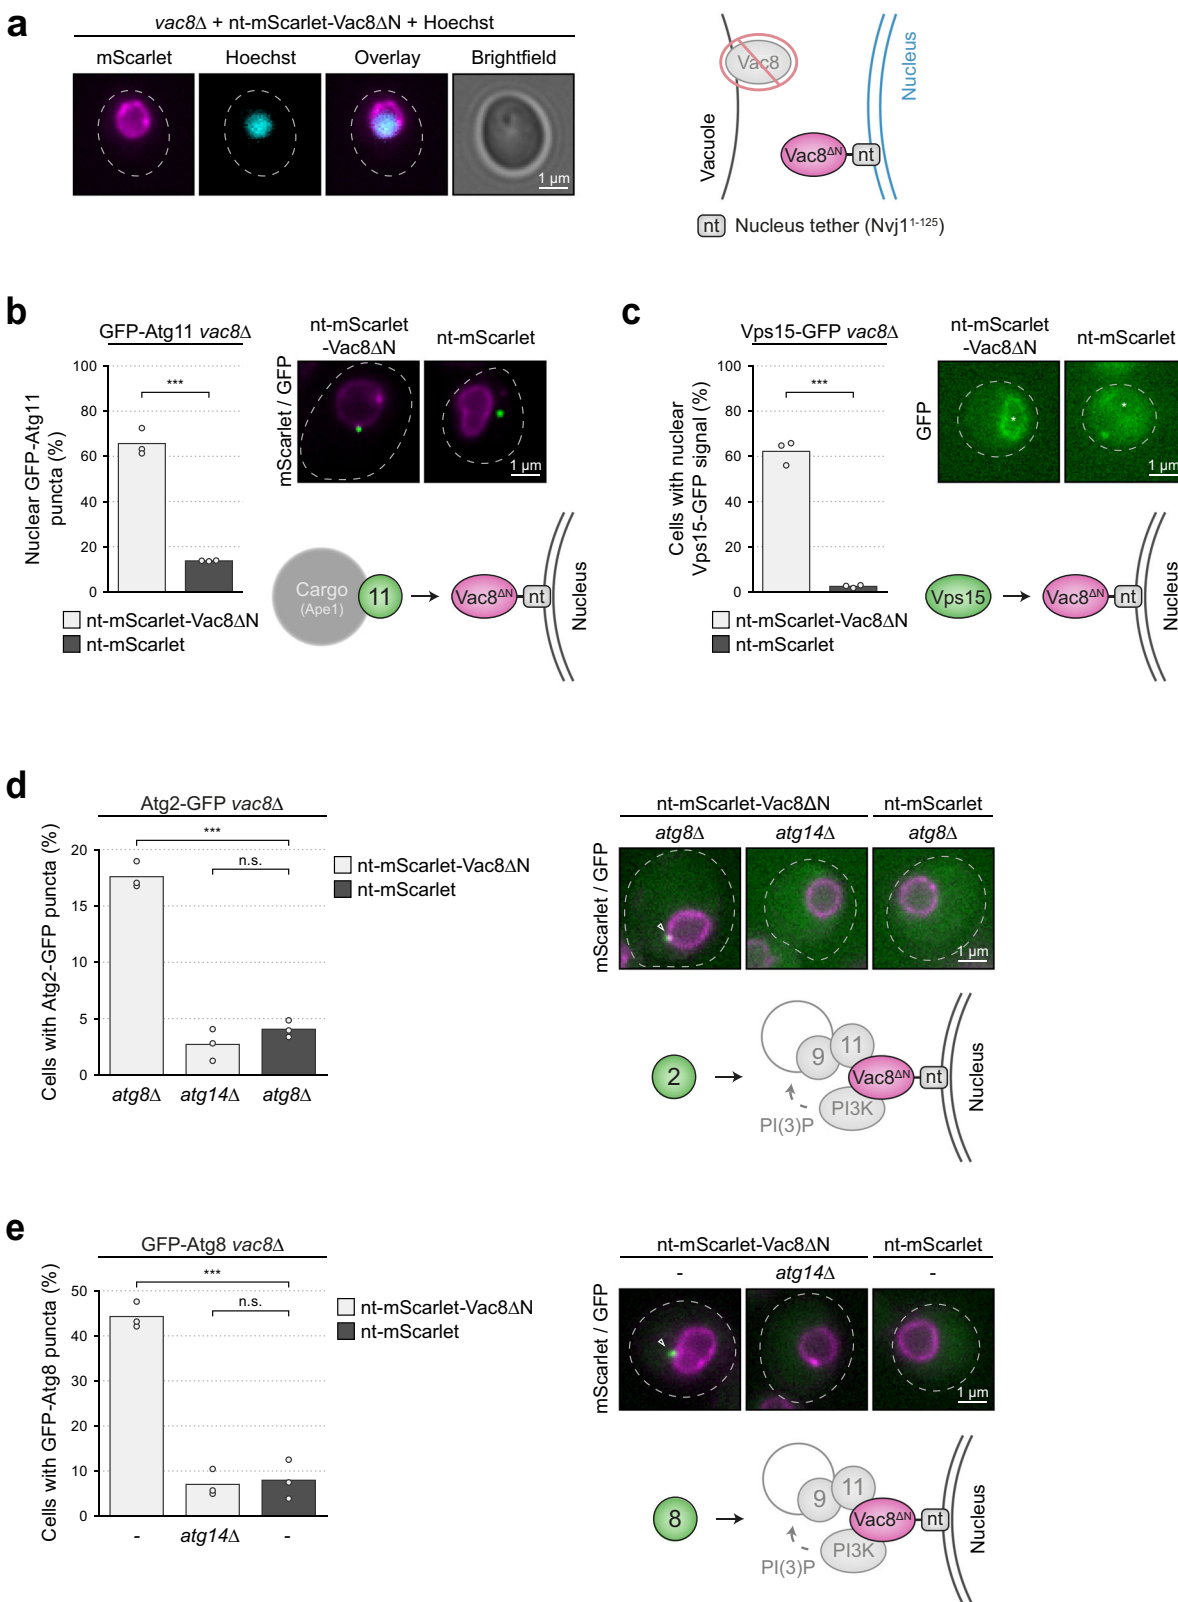 a
vac8Δ + nt-mScarlet-Vac8ΔN + Hoechst
mScarlet Hoechst Overlay Brightfield
1 µm
Vac8
Vacuole
Nucleus
Vac8ΔN nt
nt Nucleus tether (Nvj11-125)
b
GFP-Atg11 vac8Δ
Nuclear GFP-Atg11
puncta (%)
100
80
60
40
20
0
***
nt-mScarlet-Vac8ΔN
nt-mScarlet
nt-mScarlet
-Vac8ΔN
nt-mScarlet
mScarlet / GFP
1 µm
Cargo
(Ape1)
11
Vac8ΔN nt
Nucleus
c
Vps15-GFP vac8Δ
Cells with nuclear
Vps15-GFP signal (%)
100
80
60
40
20
0
***
nt-mScarlet-Vac8ΔN
nt-mScarlet
nt-mScarlet
-Vac8ΔN
nt-mScarlet
GFP
* *
1 µm
Vps15
Vac8ΔN nt
Nucleus
d
Atg2-GFP vac8Δ
Cells with Atg2-GFP puncta (%)
20
15
10
5
0
***
n.s.
atg8Δ atg14Δ atg8Δ
nt-mScarlet-Vac8ΔN
nt-mScarlet
nt-mScarlet-Vac8ΔN nt-mScarlet
atg8Δ atg14Δ atg8Δ
mScarlet / GFP
1 µm
2
9
11
Vac8ΔN nt
PI3K
PI(3)P
Nucleus
e
GFP-Atg8 vac8Δ
Cells with GFP-Atg8 puncta (%)
50
40
30
20
10
0
***
n.s.
- atg14Δ -
nt-mScarlet-Vac8ΔN
nt-mScarlet
nt-mScarlet-Vac8ΔN nt-mScarlet
- atg14Δ -
mScarlet / GFP
1 µm
8
9
11
Vac8ΔN nt
PI3K
PI(3)P
Nucleus